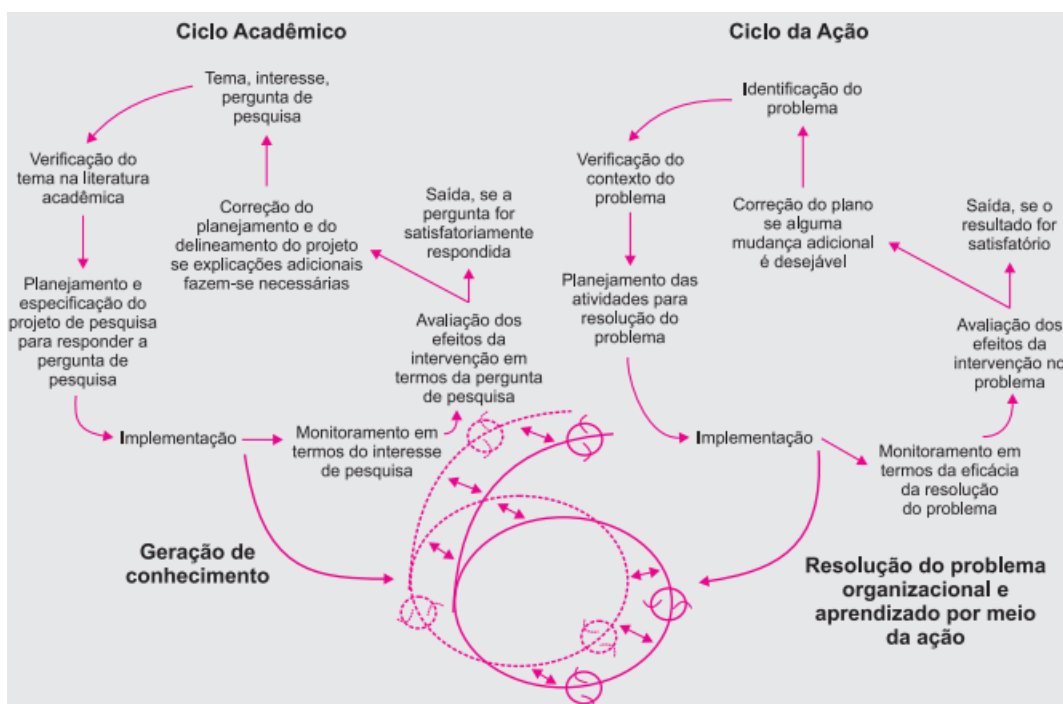 Ciclo Acadêmico
Tema, interesse,
pergunta de
pesquisa
Verificação do
tema na literatura
acadêmica
Correção do
planejamento e do
delineamento do projeto
se explicações adicionais
fazem-se necessárias
Saída, se a
pergunta for
satisfatoriamente
respondida
Planejamento e
especificação do
projeto de pesquisa
para responder a
pergunta de
pesquisa
Avaliação dos
efeitos da
intervenção em
termos da pergunta
de pesquisa
Implementação
Monitoramento em
termos do interesse
de pesquisa
Geração de
conhecimento
Ciclo da Ação
Identificação do
problema
Verificação do
contexto do
problema
Correção do plano
se alguma
mudança adicional
é desejável
Saída, se o
resultado for
satisfatório
Planejamento das
atividades para
resolução do
problema
Avaliação dos
efeitos da
intervenção no
problema
Implementação
Monitoramento em
termos da eficácia
da resolução
do problema
Resolução do problema
organizacional e
aprendizado por meio
da ação